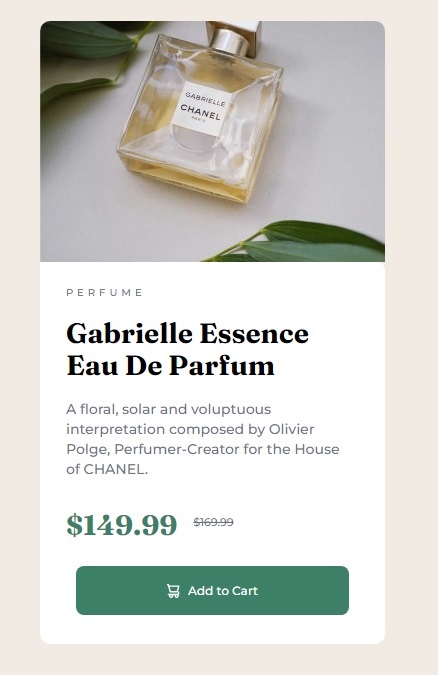 GABRIELLE
CHANEL
PARIS
PERFUME
Gabrielle Essence
Eau De Parfum
A floral, solar and voluptuous
interpretation composed by Olivier
Polge, Perfumer-Creator for the House
of CHANEL.
$149.99 $169.99
Add to Cart